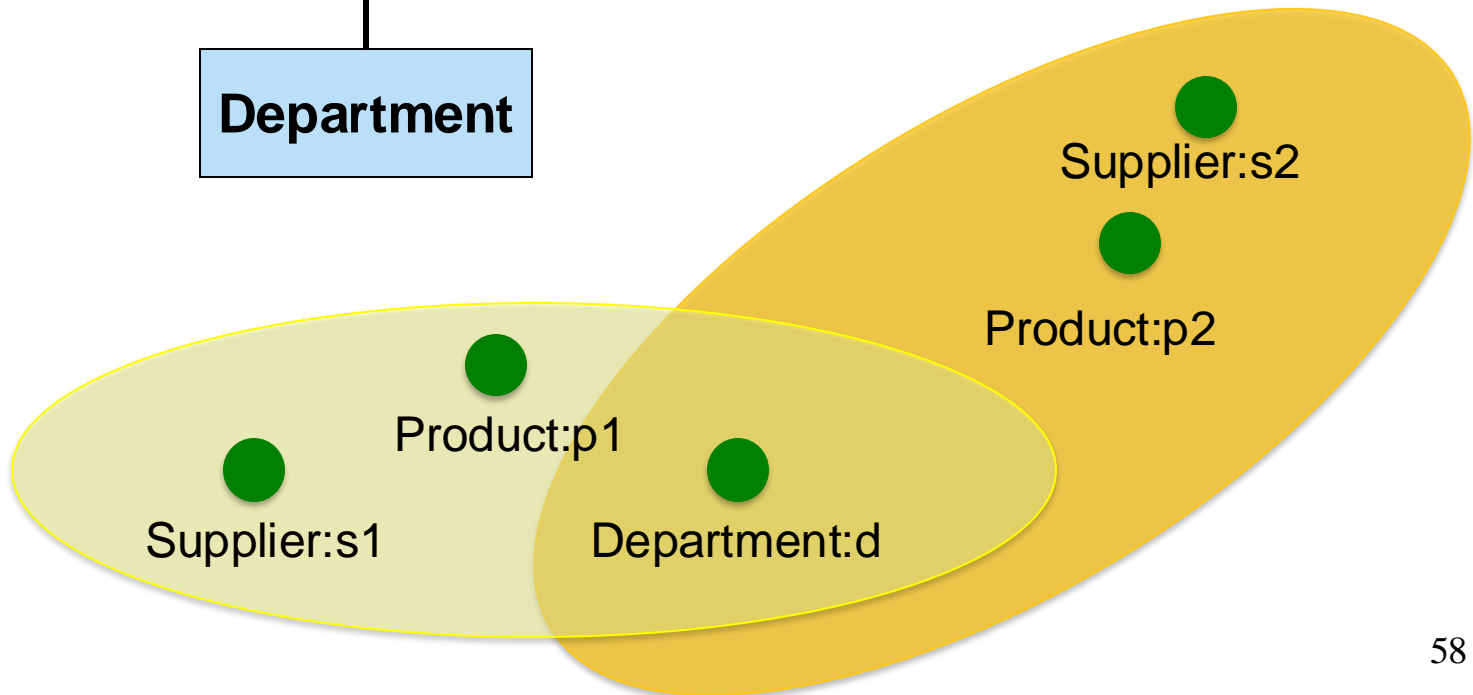 Department
Supplier:s2
Product:p2
Product:p1
Supplier:s1
Department:d
58